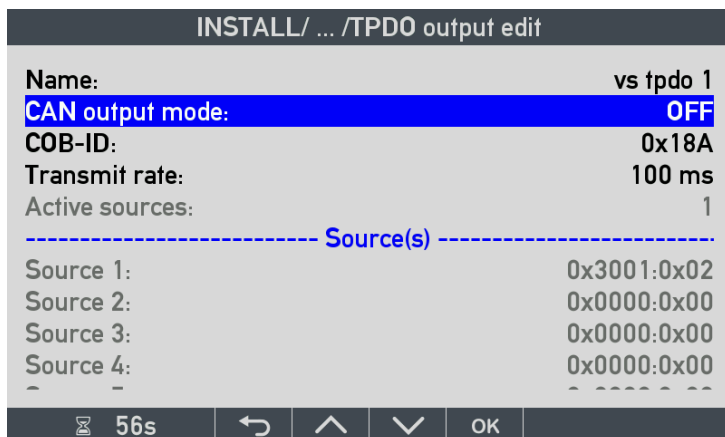 INSTALL/ ... /TPDO output edit
Name: vs tpdo 1
CAN output mode: OFF
COB-ID: 0x18A
Transmit rate: 100 ms
Active sources: 1
Source(s)
Source 1: 0x3001:0x02
Source 2: 0x0000:0x00
Source 3: 0x0000:0x00
Source 4: 0x0000:0x00
56s OK